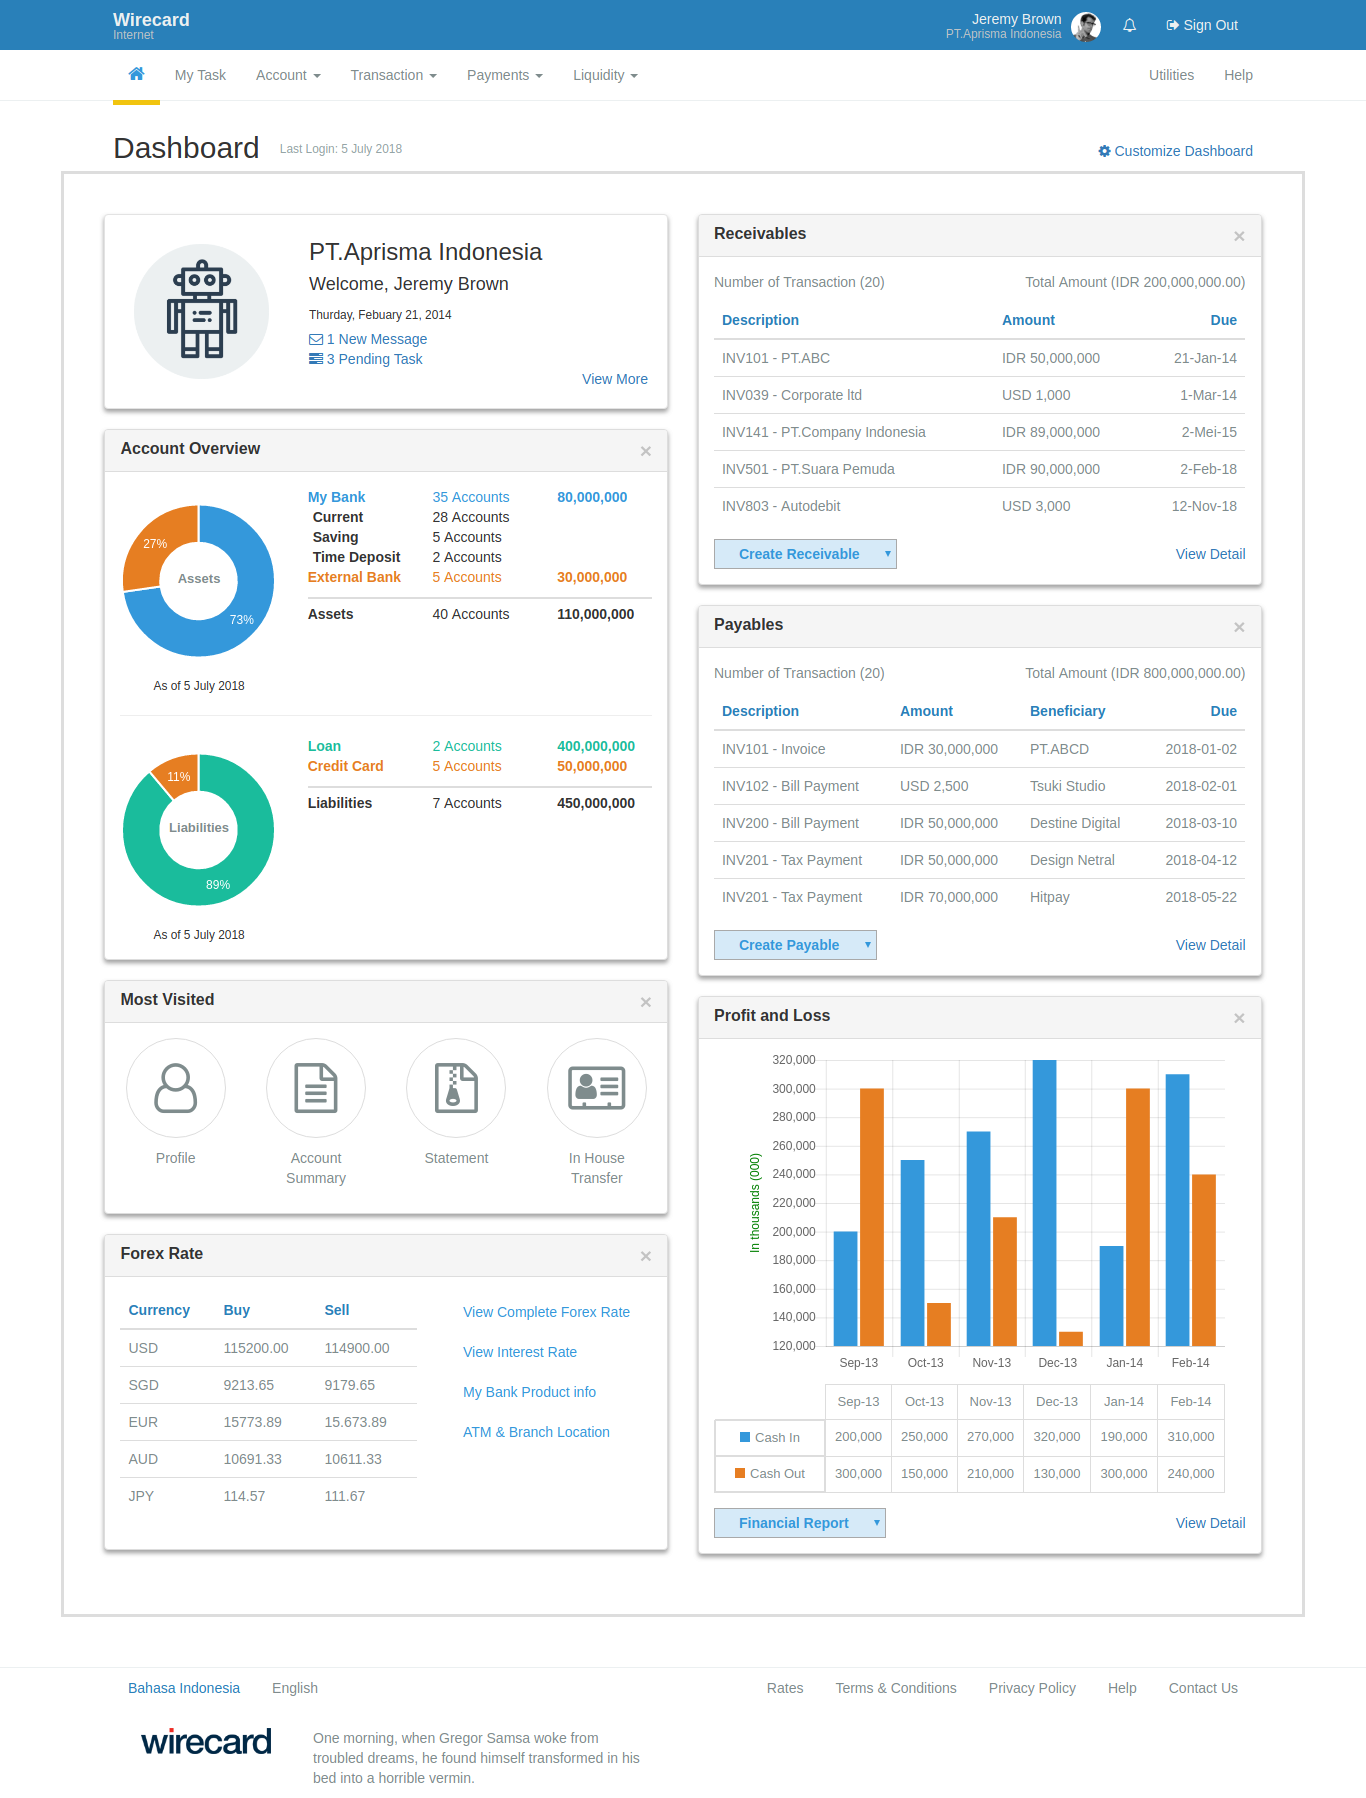 Wirecard
Internet
Jeremy Brown
PT.Aprisma Indonesia
Sign Out
My Task
Account
Transaction
Payments
Liquidity
Utilities
Help
Dashboard
Last Login: 5 July 2018
Customize Dashboard
PT.Aprisma Indonesia
Welcome, Jeremy Brown
Thurday, Febuary 21, 2014
1 New Message
3 Pending Task
View More
Account Overview ×
27%
Assets
73%
As of 5 July 2018
My Bank 35 Accounts 80,000,000
Current 28 Accounts
Saving 5 Accounts
Time Deposit 2 Accounts
External Bank 5 Accounts 30,000,000
Assets 40 Accounts 110,000,000
11%
Liabilities
89%
As of 5 July 2018
Loan 2 Accounts 400,000,000
Credit Card 5 Accounts 50,000,000
Liabilities 7 Accounts 450,000,000
Most Visited ×
Profile
Account
Summary
Statement
In House
Transfer
Forex Rate ×
Currency Buy Sell
USD 115200.00 114900.00
SGD 9213.65 9179.65
EUR 15773.89 15.673.89
AUD 10691.33 10611.33
JPY 114.57 111.67
View Complete Forex Rate
View Interest Rate
My Bank Product info
ATM & Branch Location
Receivables ×
Number of Transaction (20) Total Amount (IDR 200,000,000.00)
Description Amount Due
INV101 - PT.ABC IDR 50,000,000 21-Jan-14
INV039 - Corporate ltd USD 1,000 1-Mar-14
INV141 - PT.Company Indonesia IDR 89,000,000 2-Mei-15
INV501 - PT.Suara Pemuda IDR 90,000,000 2-Feb-18
INV803 - Autodebit USD 3,000 12-Nov-18
Create Receivable
View Detail
Payables ×
Number of Transaction (20) Total Amount (IDR 800,000,000.00)
Description Amount Beneficiary Due
INV101 - Invoice IDR 30,000,000 PT.ABCD 2018-01-02
INV102 - Bill Payment USD 2,500 Tsuki Studio 2018-02-01
INV200 - Bill Payment IDR 50,000,000 Destine Digital 2018-03-10
INV201 - Tax Payment IDR 50,000,000 Design Netral 2018-04-12
INV201 - Tax Payment IDR 70,000,000 Hitpay 2018-05-22
Create Payable
View Detail
Profit and Loss ×
In thousands (000)
320,000
300,000
280,000
260,000
240,000
220,000
200,000
180,000
160,000
140,000
120,000
Sep-13 Oct-13 Nov-13 Dec-13 Jan-14 Feb-14
Sep-13 Oct-13 Nov-13 Dec-13 Jan-14 Feb-14
Cash In 200,000 250,000 270,000 320,000 190,000 310,000
Cash Out 300,000 150,000 210,000 130,000 300,000 240,000
Financial Report
View Detail
Bahasa Indonesia
English
Rates
Terms & Conditions
Privacy Policy
Help
Contact Us
wirecard
One morning, when Gregor Samsa woke from
troubled dreams, he found himself transformed in his
bed into a horrible vermin.